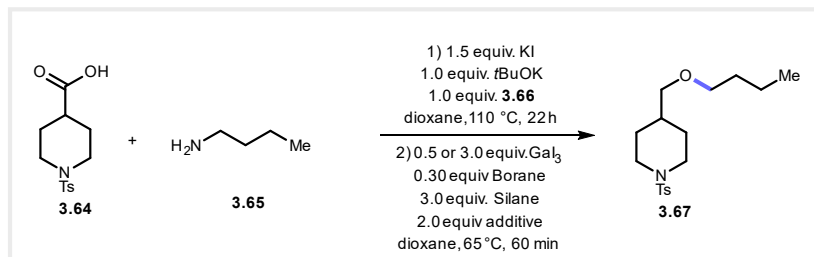 O OH
N
Ts
3.64
+
H₂N Me
3.65
1) 1.5 equiv. KI
1.0 equiv. tBuOK
1.0 equiv. 3.66
dioxane, 110 °C, 22 h
2) 0.5 or 3.0 equiv. GaI₃
0.30 equiv Borane
3.0 equiv. Silane
2.0 equiv additive
dioxane, 65 °C, 60 min
O Me
N
Ts
3.67